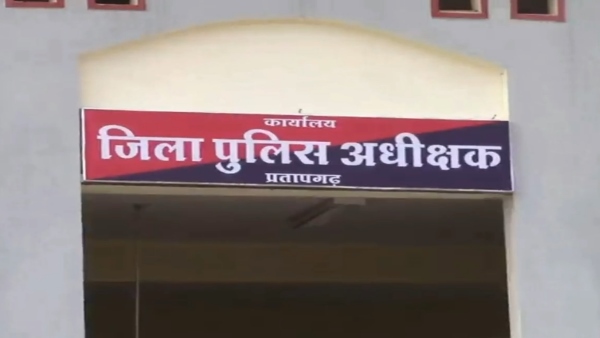 कार्यालय
जिला पुलिस अधीक्षक
प्रतापगढ़